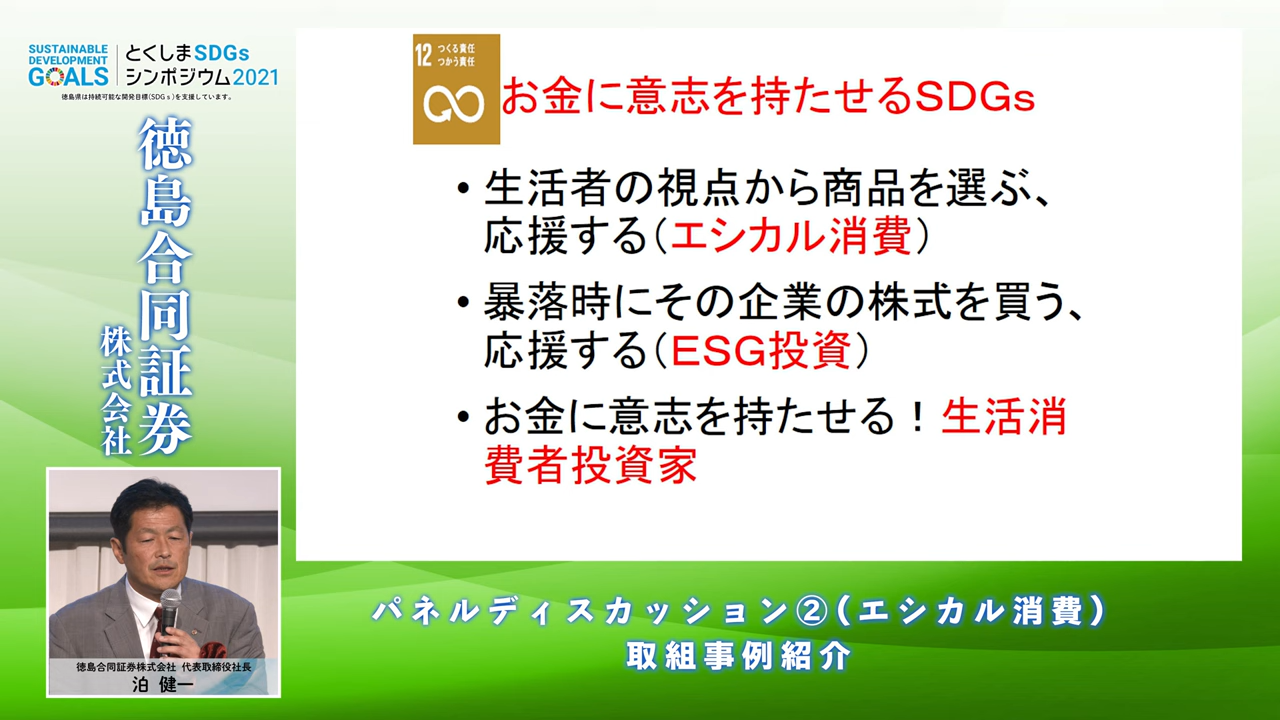 SUSTAINABLE
DEVELOPMENT
GOALS
とくしまSDGs
シンポジウム2021
徳島県は持続可能な開発目標(SDGs)を支援しています。
徳島合同証券
株式会社
12 つくる責任
つかう責任
お金に意志を持たせるSDGs
• 生活者の視点から商品を選ぶ、
応援する(エシカル消費)
• 暴落時にその企業の株式を買う、
応援する(ESG投資)
• お金に意志を持たせる！生活消
費者投資家
徳島合同証券株式会社 代表取締役社長
泊 健一
パネルディスカッション②(エシカル消費)
取組事例紹介